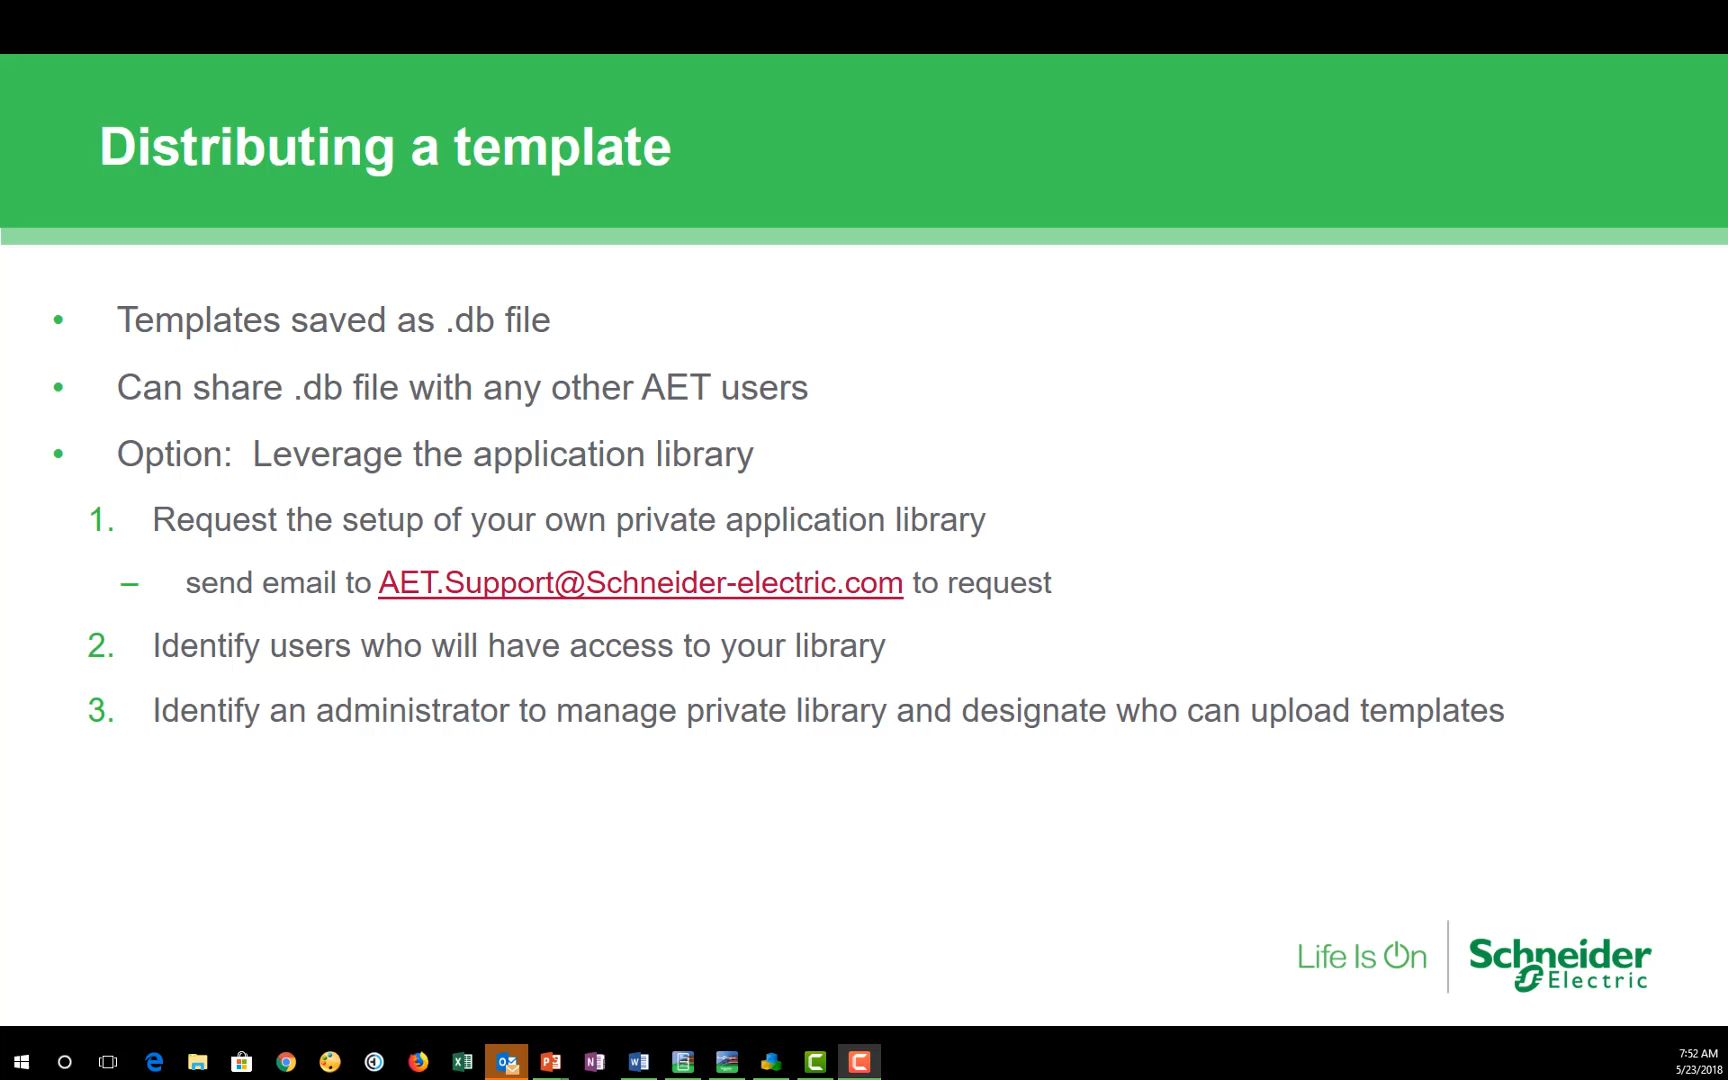 Distributing a template
• Templates saved as .db file
• Can share .db file with any other AET users
• Option:  Leverage the application library
1. Request the setup of your own private application library
– send email to AET.Support@Schneider-electric.com to request
2. Identify users who will have access to your library
3. Identify an administrator to manage private library and designate who can upload templates
Life Is On
Schneider
Electric
7:52 AM
5/23/2018